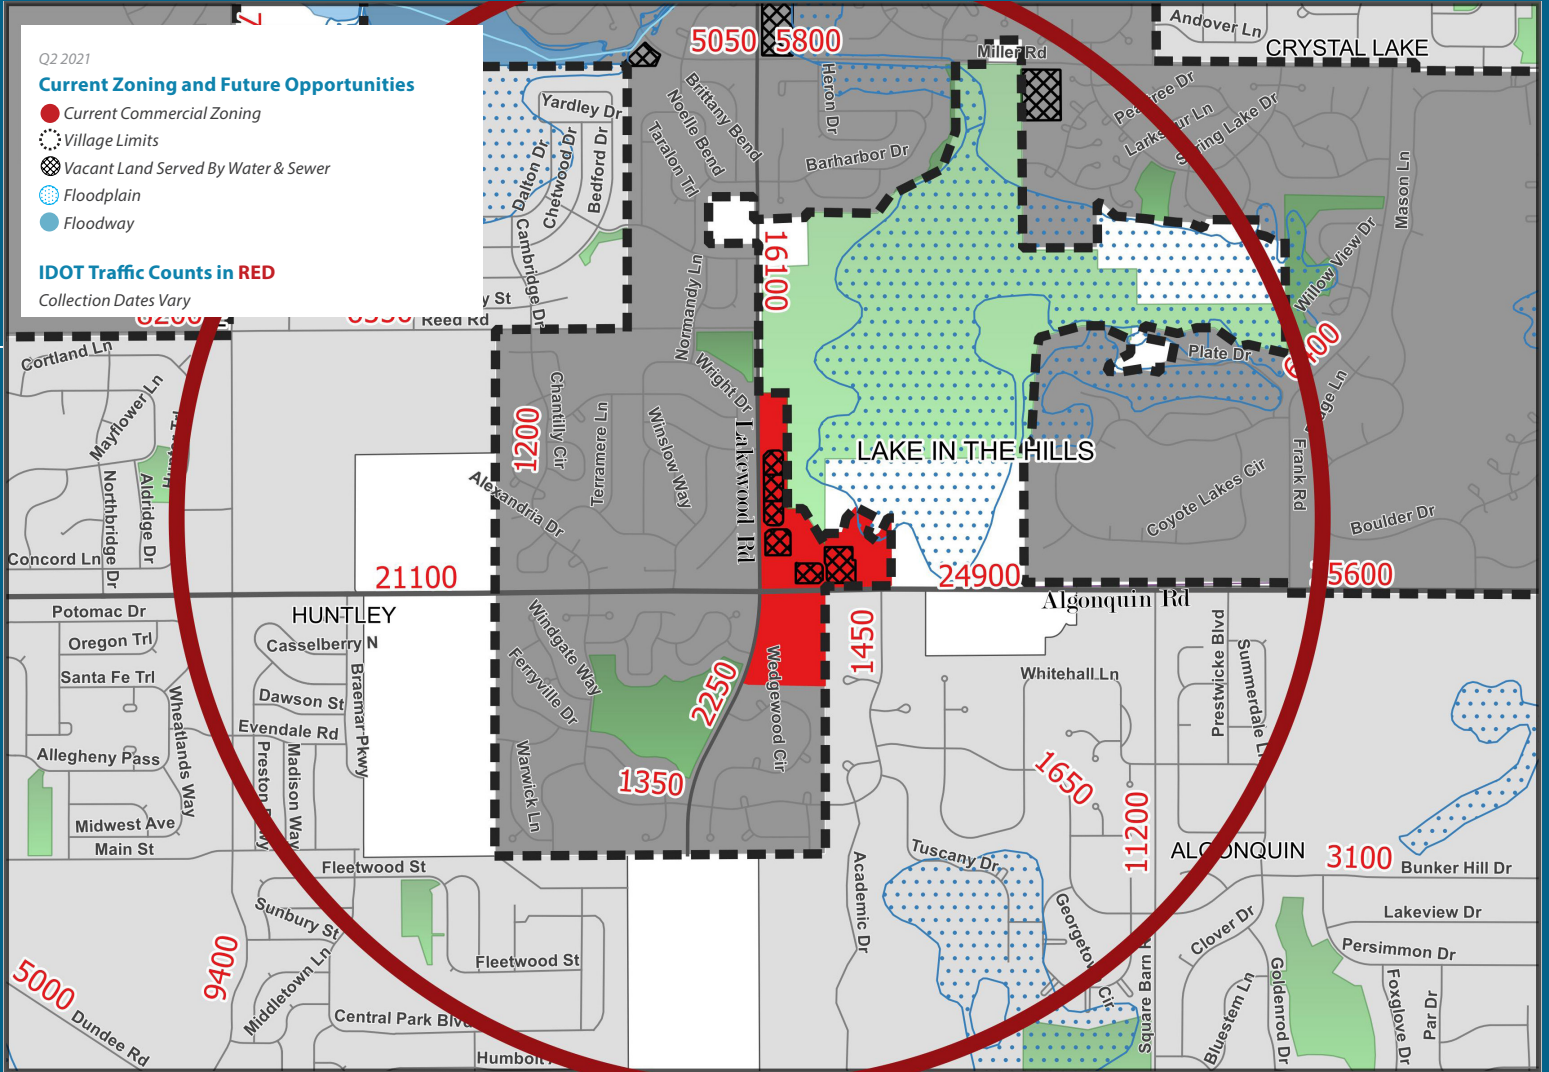 Q2 2021
Current Zoning and Future Opportunities
Current Commercial Zoning
Village Limits
Vacant Land Served By Water & Sewer
Floodplain
Floodway
IDOT Traffic Counts in RED
Collection Dates Vary
7
5050
5800
Miller Rd
Andover Ln
CRYSTAL LAKE
Yardley Dr
Dalton Dr
Chetwood Dr
Bedford Dr
Cambridge Dr
y St
Reed Rd
Brittany Bend
Noelle Bend
Taralon Trl
Heron Dr
Barharbor Dr
Peartree Dr
Larkspur Ln
Spring Lake Dr
Mason Ln
Willow View Dr
16100
Normandy Ln
Wright Dr
Plate Dr
6400
Frank Rd
Cortland Ln
Mayflower Ln
Northbridge Dr
Aldridge Dr
Concord Ln
1200
Chantilly Cir
Terramere Ln
Winslow Way
Alexandria Dr
Lakewood Rd
LAKE IN THE HILLS
Coyote Lakes Cir
Boulder Dr
21100
24900
5600
Algonquin Rd
Potomac Dr
Oregon Trl
Santa Fe Trl
Wheatlands Way
Allegheny Pass
Midwest Ave
Main St
HUNTLEY
Casselberry N
Dawson St
Evendale Rd
Braemar Pkwy
Madison Way
Windgate Way
Ferryville Dr
Warwick Ln
2250
1350
Wedgewood Cir
1450
Whitehall Ln
Prestwicke Blvd
Summerdale Ln
1650
11200
ALGONQUIN
3100
Bunker Hill Dr
Fleetwood St
Sunbury St
Fleetwood St
Middletown Ln
Central Park Blvd
9400
5000
Dundee Rd
Academic Dr
Tuscany Dr
Square Barn
Clover Dr
Bluestem Ln
Goldenrod Dr
Lakeview Dr
Persimmon Dr
Foxglove Dr
Par Dr